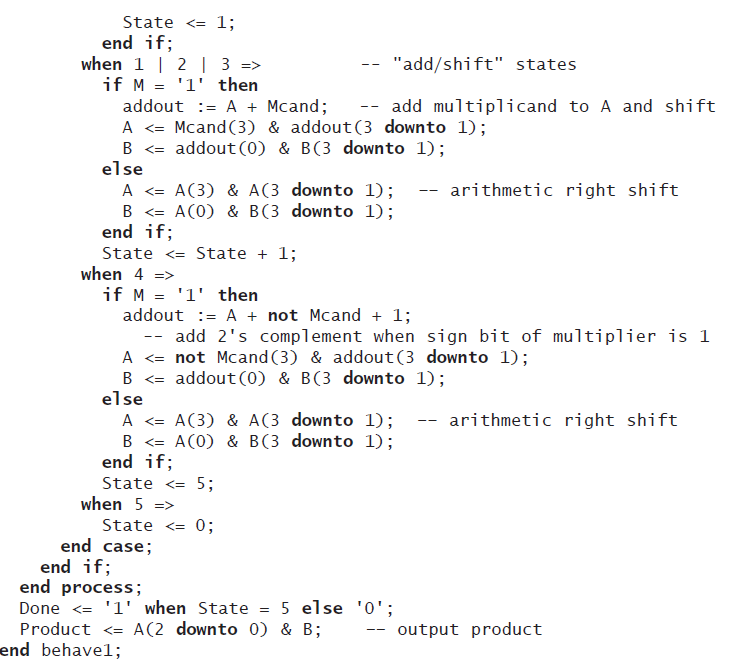 State <= 1;
end if;
when 1 | 2 | 3 => -- "add/shift" states
if M = '1' then
addout := A + Mcand; -- add multiplicand to A and shift
A <= Mcand(3) & addout(3 downto 1);
B <= addout(0) & B(3 downto 1);
else
A <= A(3) & A(3 downto 1); -- arithmetic right shift
B <= A(0) & B(3 downto 1);
end if;
State <= State + 1;
when 4 =>
if M = '1' then
addout := A + not Mcand + 1;
-- add 2's complement when sign bit of multiplier is 1
A <= not Mcand(3) & addout(3 downto 1);
B <= addout(0) & B(3 downto 1);
else
A <= A(3) & A(3 downto 1); -- arithmetic right shift
B <= A(0) & B(3 downto 1);
end if;
State <= 5;
when 5 =>
State <= 0;
end case;
end if;
end process;
Done <= '1' when State = 5 else '0';
Product <= A(2 downto 0) & B; -- output product
end behave1;